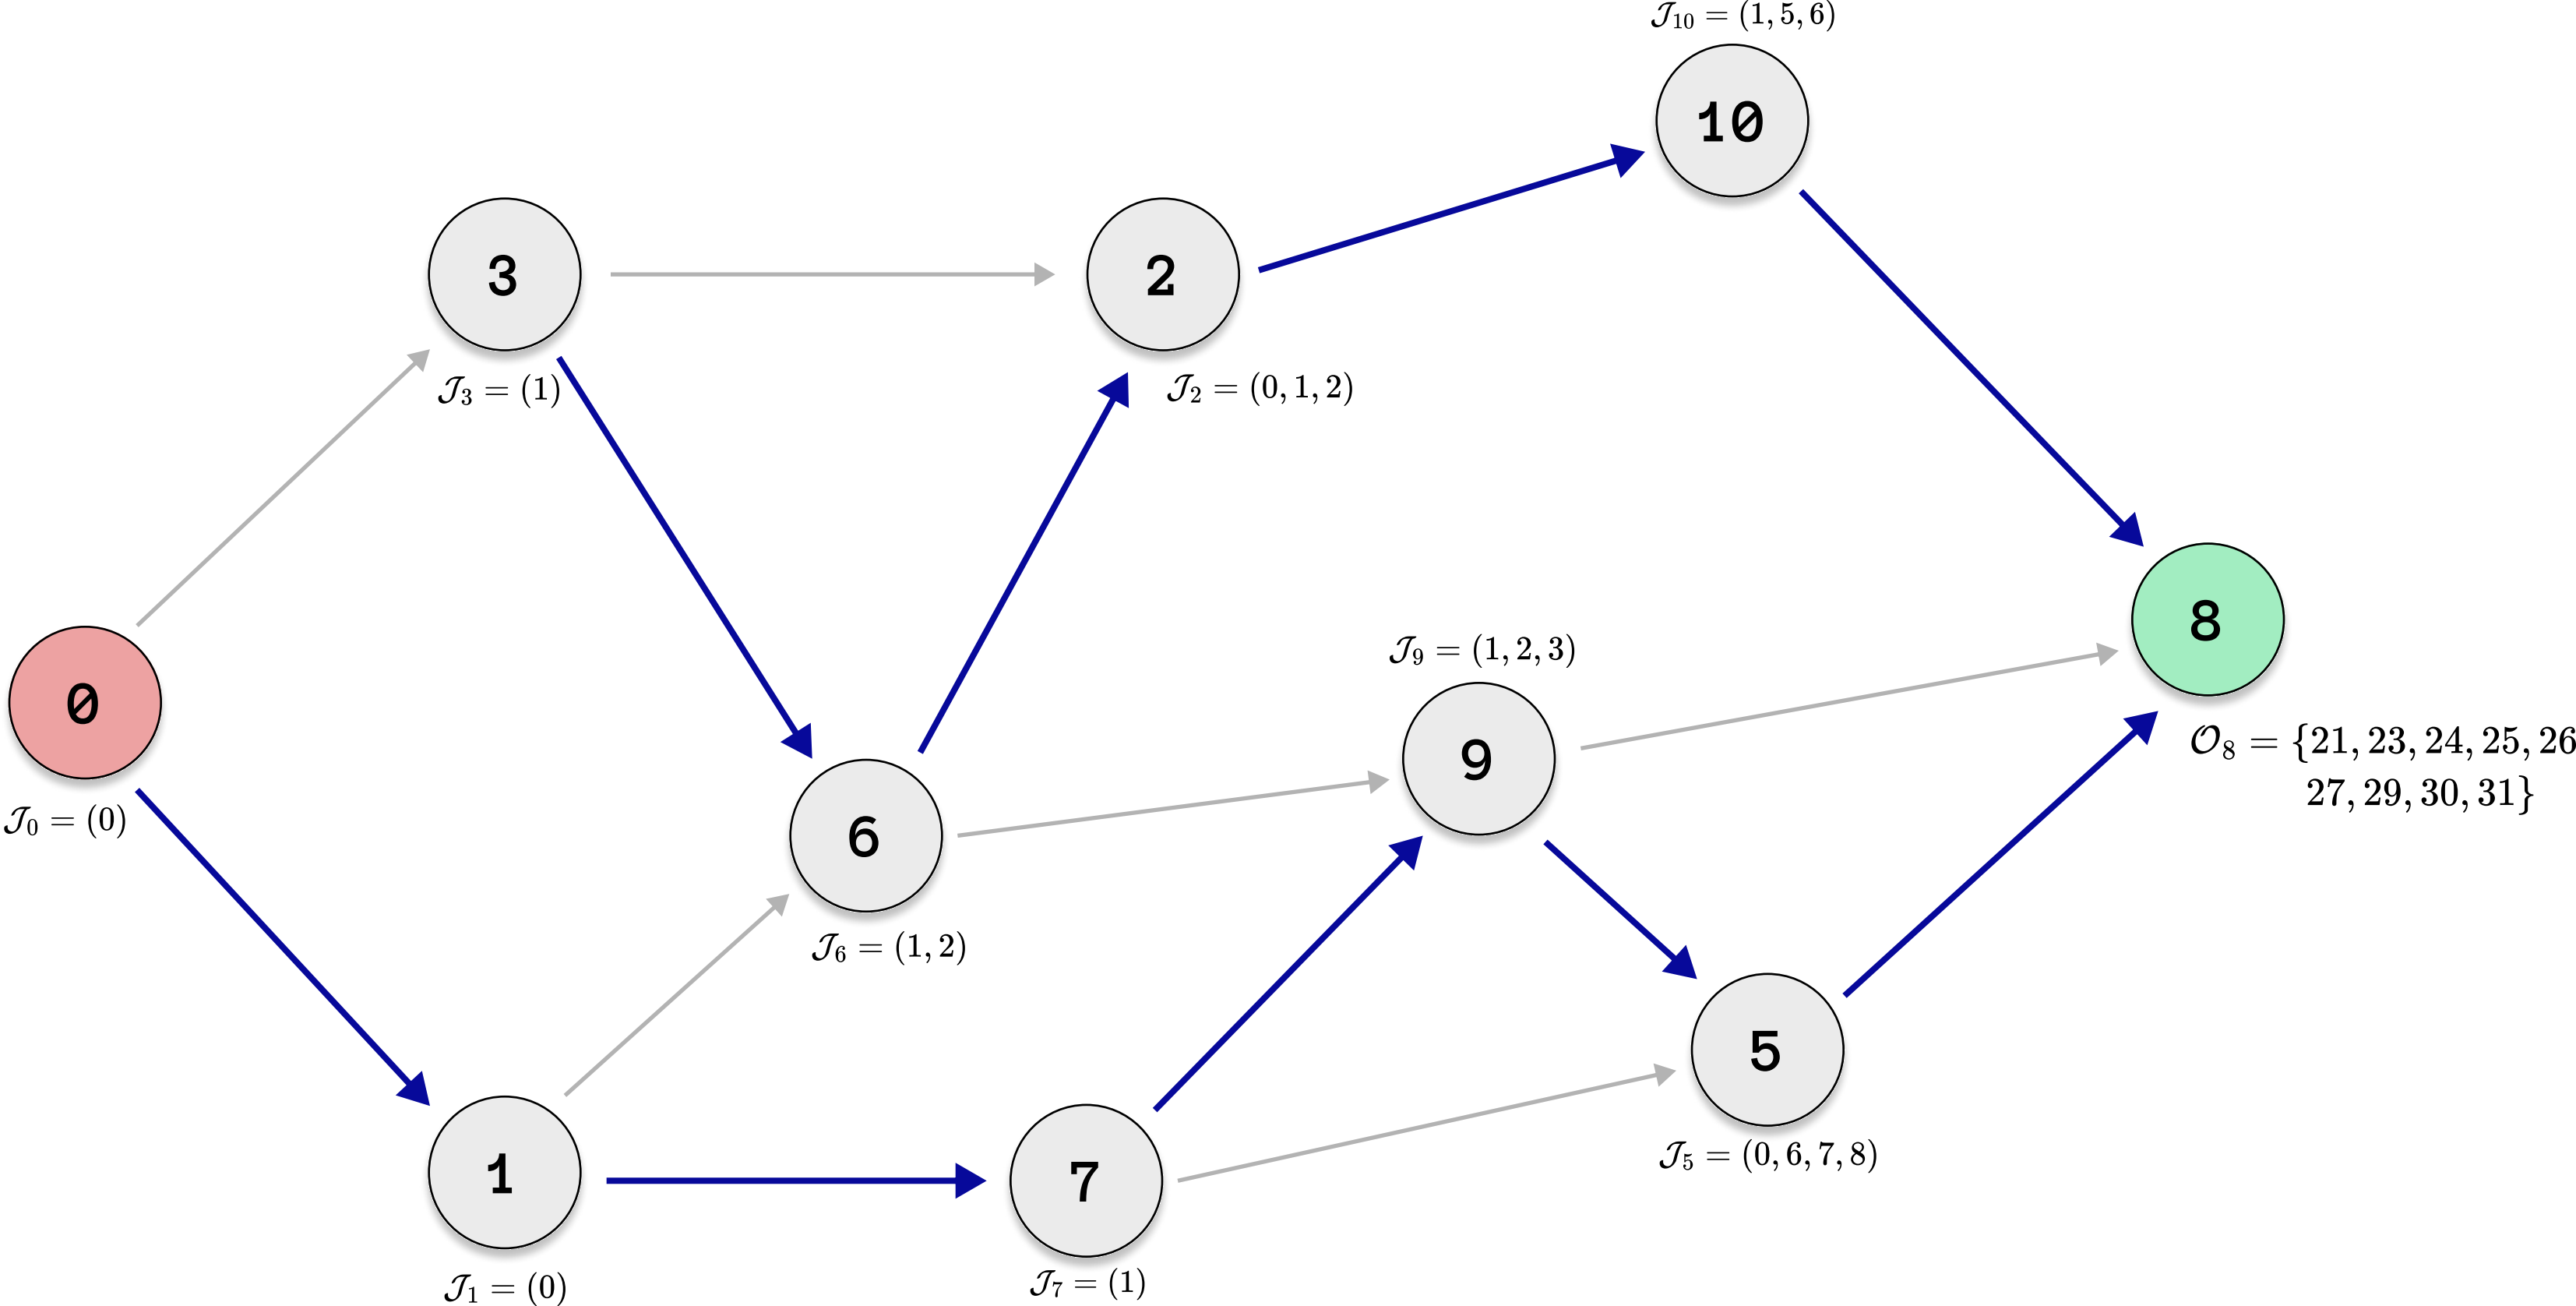 𝒥₁₀ = (1, 5, 6)
10
3
2
𝒥₃ = (1)
𝒥₂ = (0, 1, 2)
8
𝒥₉ = (1, 2, 3)
0
9
𝒪₈ = {21, 23, 24, 25, 26
27, 29, 30, 31}
𝒥₀ = (0)
6
𝒥₆ = (1, 2)
5
𝒥₅ = (0, 6, 7, 8)
1
7
𝒥₁ = (0)
𝒥₇ = (1)